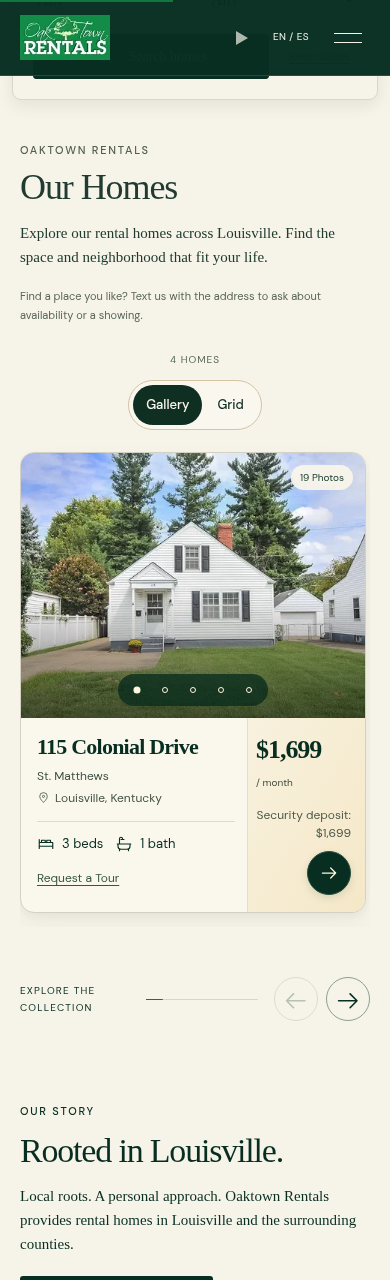 Oak Town
RENTALS
EN / ES
OAKTOWN RENTALS
Our Homes
Explore our rental homes across Louisville. Find the
space and neighborhood that fit your life.
Find a place you like? Text us with the address to ask about
availability or a showing.
4 HOMES
Gallery
Grid
19 Photos
115 Colonial Drive
St. Matthews
Louisville, Kentucky
3 beds
1 bath
Request a Tour
$1,699
/ month
Security deposit:
$1,699
EXPLORE THE
COLLECTION
OUR STORY
Rooted in Louisville.
Local roots. A personal approach. Oaktown Rentals
provides rental homes in Louisville and the surrounding
counties.